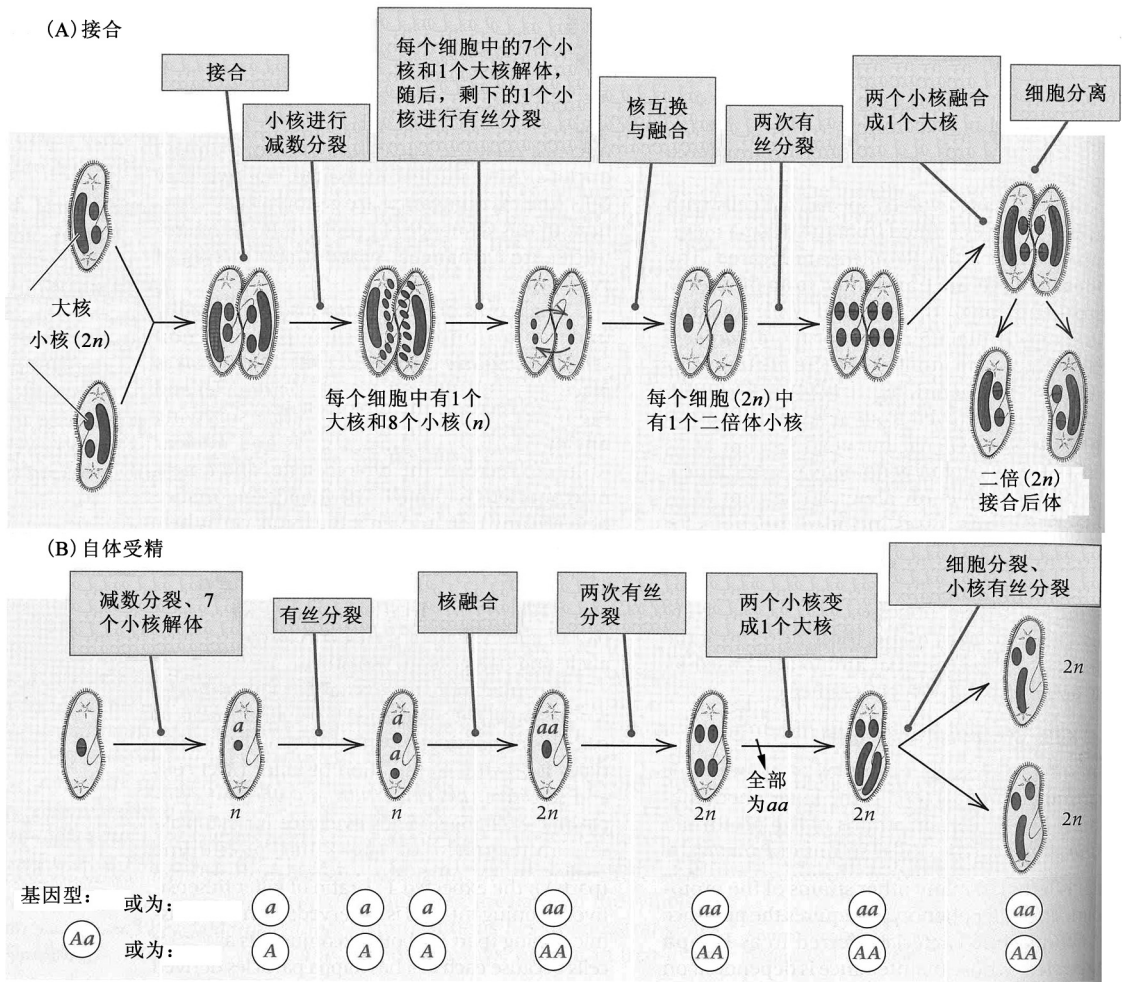 (A)接合
接合
小核进行
减数分裂
每个细胞中的7个小
核和1个大核解体，
随后，剩下的1个小
核进行有丝分裂
核互换
与融合
两次有
丝分裂
两个小核融合
成1个大核
细胞分离
大核
小核(2n)
每个细胞中有1个
大核和8个小核(n)
每个细胞(2n)中
有1个二倍体小核
二倍(2n)
接合后体
(B)自体受精
减数分裂、7
个小核解体
有丝分裂
核融合
两次有丝
分裂
两个小核变
成1个大核
细胞分裂、
小核有丝分裂
a
a
a
aa
全部
为aa
2n
2n
n
n
2n
2n
2n
基因型：
Aa
或为： a a a aa aa aa aa
或为： A A A AA AA AA AA